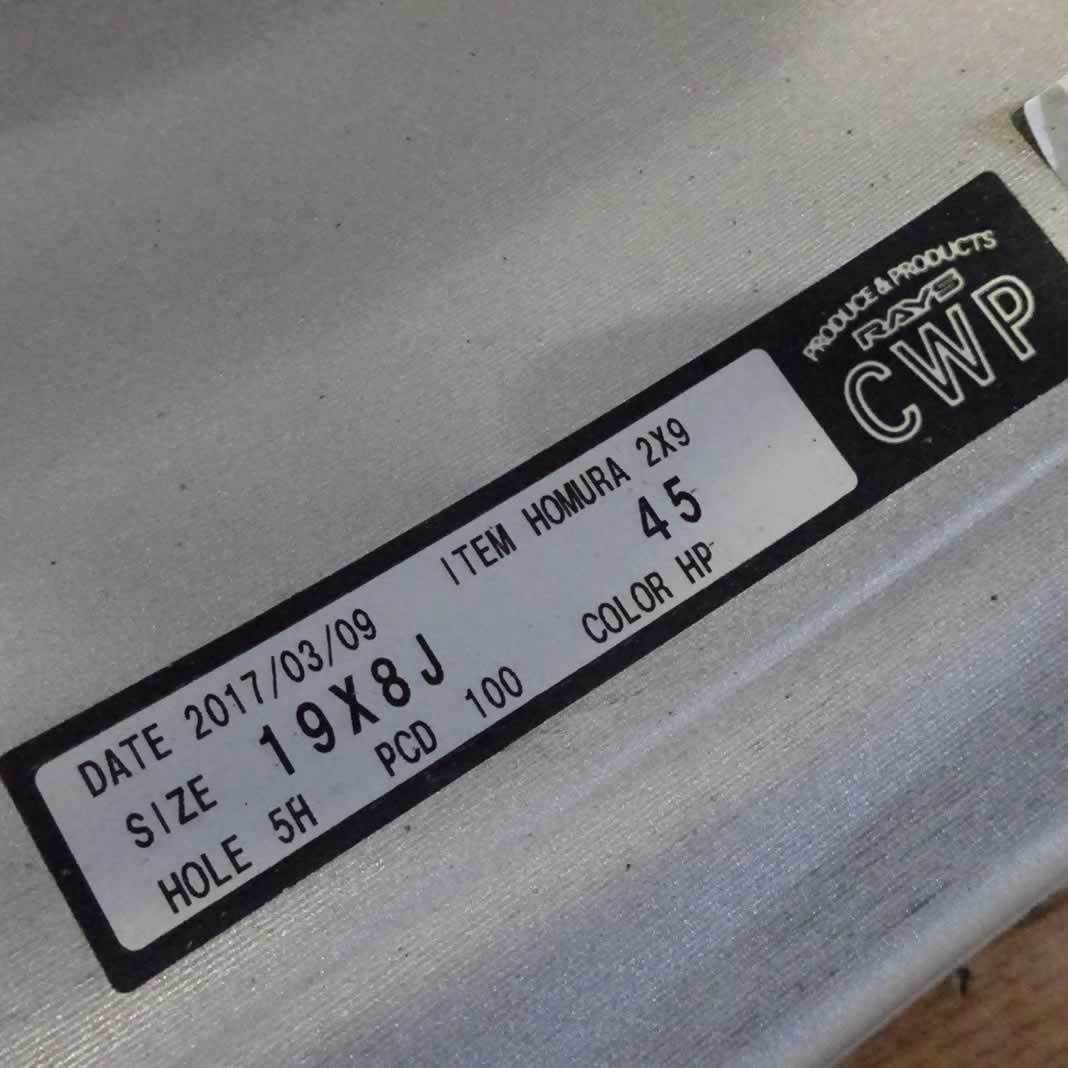 PRODUCE & PRODUCTS
RAYS
CWP
DATE 2017/03/09 ITEM HOMURA 2X9
SIZE 19X8J 45
HOLE 5H PCD 100 COLOR HP